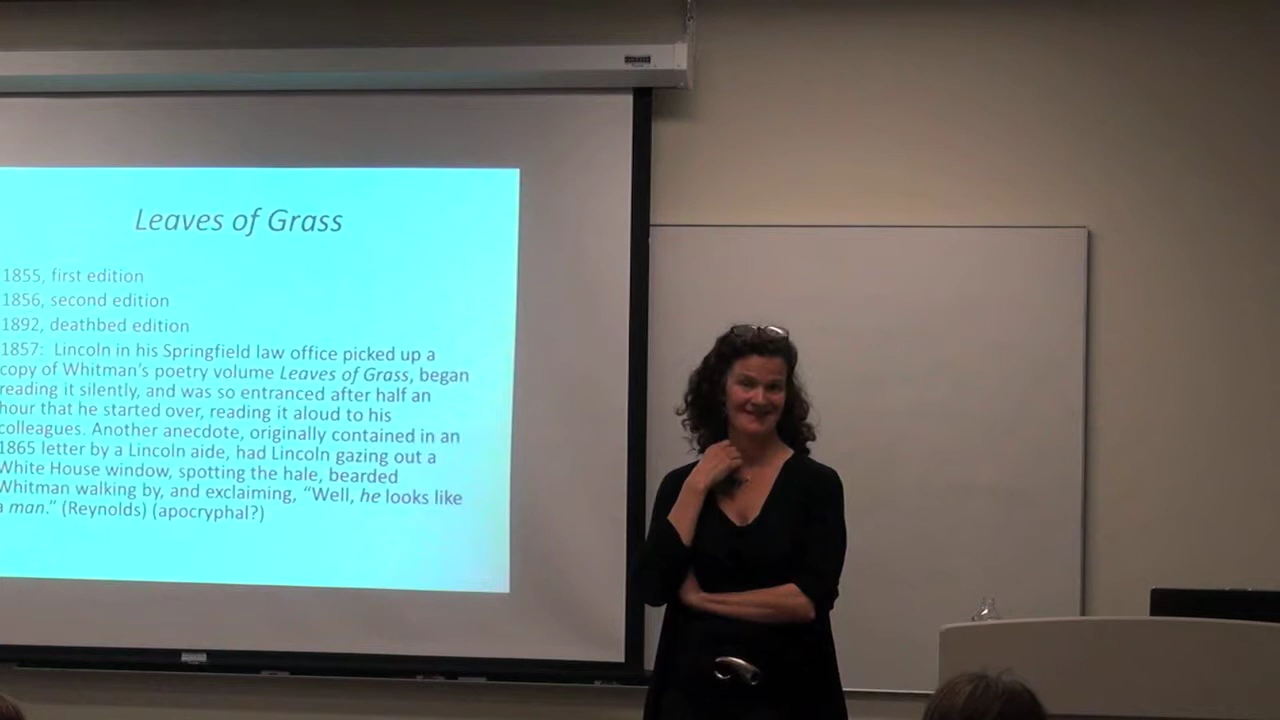 Leaves of Grass
1855, first edition
1856, second edition
1892, deathbed edition
1857: Lincoln in his Springfield law office picked up a
copy of Whitman's poetry volume Leaves of Grass, began
reading it silently, and was so entranced after half an
hour that he started over, reading it aloud to his
colleagues. Another anecdote, originally contained in an
1865 letter by a Lincoln aide, had Lincoln gazing out a
White House window, spotting the hale, bearded
Whitman walking by, and exclaiming, “Well, he looks like
a man.” (Reynolds) (apocryphal?)